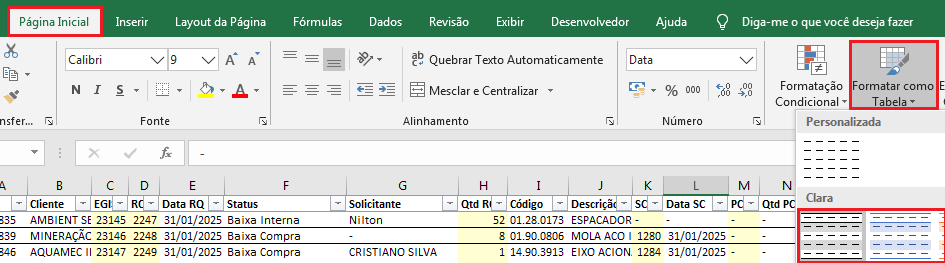 Página Inicial Inserir Layout da Página Fórmulas Dados Revisão Exibir Desenvolvedor Ajuda Diga-me o que você deseja fazer
Calibri 9 A A Quebrar Texto Automaticamente Data
N I S A Mesclar e Centralizar % 000
Formatação Condicional
Formatar como Tabela
nsfer... Fonte Alinhamento Número
Personalizada
fx -
A B C D E F G H I J K L M N
Clara
Cliente EGI RC Data RQ Status Solicitante Qtd R Código Descrição SC Data SC PC Qtd PC
835 AMBIENT SE 23145 2247 31/01/2025 Baixa Interna Nilton 52 01.28.0173 ESPACADOR - - - -
839 MINERAÇÃO 23146 2248 31/01/2025 Baixa Compra - 8 01.90.0806 MOLA ACO I 1280 31/01/2025 - -
846 AQUAMEC II 23147 2249 31/01/2025 Baixa Compra CRISTIANO SILVA 1 14.90.3913 EIXO ACION 1284 31/01/2025 - -